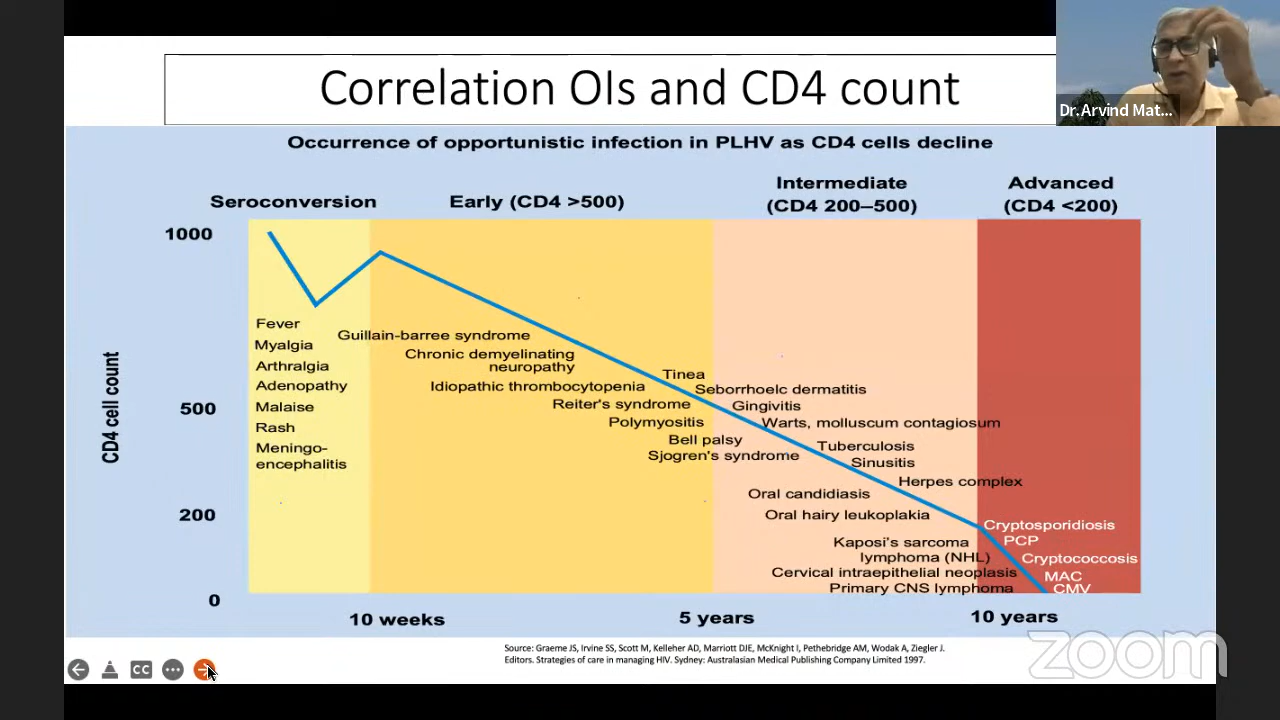 Correlation OIs and CD4 count
Dr.Arvind Mat...
Occurrence of opportunistic infection in PLHV as CD4 cells decline
Seroconversion
Early (CD4 >500)
Intermediate
(CD4 200–500)
Advanced
(CD4 <200)
CD4 cell count
1000
500
200
0
Fever
Myalgia
Arthralgia
Adenopathy
Malaise
Rash
Meningo-
encephalitis
Guillain-barree syndrome
Chronic demyelinating
neuropathy
Idiopathic thrombocytopenia
Reiter's syndrome
Polymyositis
Bell palsy
Sjogren's syndrome
Tinea
Seborrhoelc dermatitis
Gingivitis
Warts, molluscum contagiosum
Tuberculosis
Sinusitis
Herpes complex
Oral candidiasis
Oral hairy leukoplakia
Kaposi's sarcoma
lymphoma (NHL)
Cervical intraepithelial neoplasis
Primary CNS lymphoma
Cryptosporidiosis
PCP
Cryptococcosis
MAC
CMV
10 weeks
5 years
10 years
Source: Graeme JS, Irvine SS, Scott M, Kelleher AD, Marriott DJE, McKnight I, Pethebridge AM, Wodak A, Ziegler J.
Editors. Strategies of care in managing HIV. Sydney: Australasian Medical Publishing Company Limited 1997.
CC
zoom